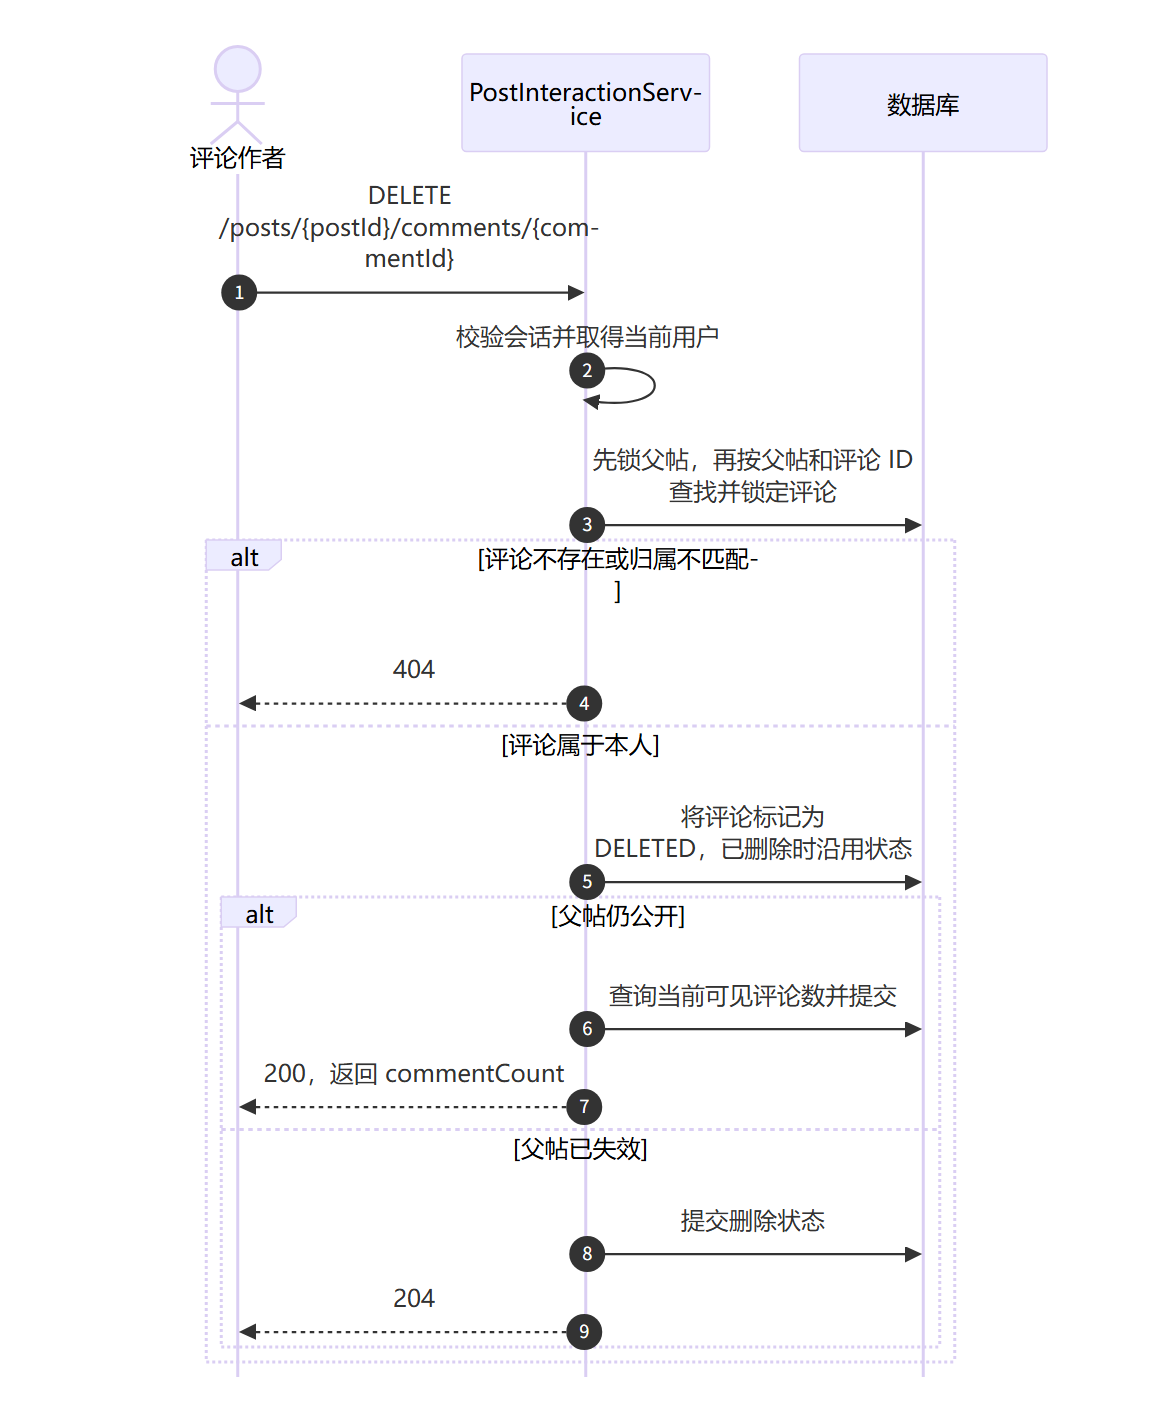 评论作者
PostInteractionServ-
ice
数据库
DELETE
/posts/{postId}/comments/{com-
mentId}
1
校验会话并取得当前用户
2
先锁父帖，再按父帖和评论 ID
查找并锁定评论
3
alt
[评论不存在或归属不匹配-
]
404
4
[评论属于本人]
将评论标记为
DELETED，已删除时沿用状态
5
alt
[父帖仍公开]
查询当前可见评论数并提交
6
200，返回 commentCount
7
[父帖已失效]
提交删除状态
8
204
9